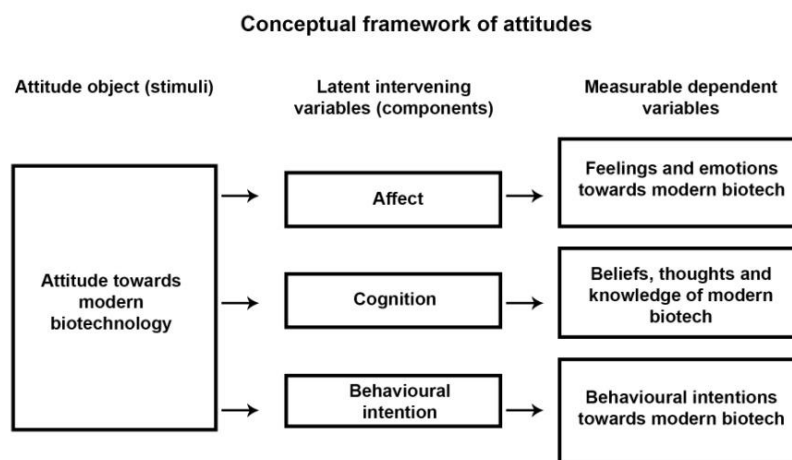 Conceptual framework of attitudes
Attitude object (stimuli)
Latent intervening
variables (components)
Measurable dependent
variables
Attitude towards
modern
biotechnology
Affect
Feelings and emotions
towards modern biotech
Cognition
Beliefs, thoughts and
knowledge of modern
biotech
Behavioural
intention
Behavioural intentions
towards modern biotech